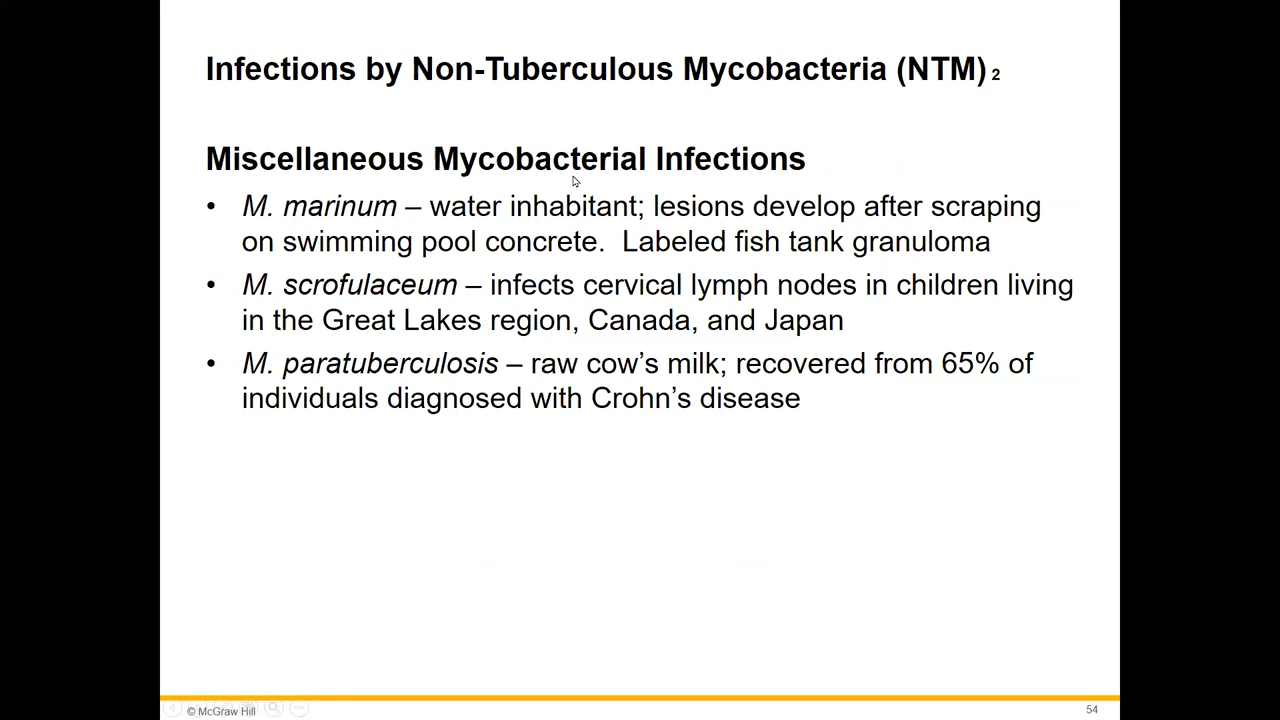 Infections by Non-Tuberculous Mycobacteria (NTM) 2
Miscellaneous Mycobacterial Infections
• M. marinum – water inhabitant; lesions develop after scraping
on swimming pool concrete.  Labeled fish tank granuloma
• M. scrofulaceum – infects cervical lymph nodes in children living
in the Great Lakes region, Canada, and Japan
• M. paratuberculosis – raw cow’s milk; recovered from 65% of
individuals diagnosed with Crohn’s disease
© McGraw Hill
54